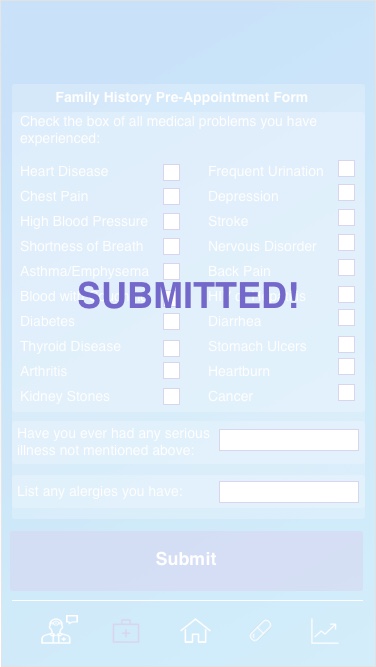 Family History Pre-Appointment Form
Check the box of all medical problems you have
experienced:
Heart Disease
Frequent Urination
Chest Pain
Depression
High Blood Pressure
Stroke
Shortness of Breath
Nervous Disorder
Asthma/Emphysema
Back Pain
Blood
SUBMITTED!
Diabetes
Diarrhea
Thyroid Disease
Stomach Ulcers
Arthritis
Heartburn
Kidney Stones
Cancer
Have you ever had any serious
illness not mentioned above:
List any alergies you have:
Submit